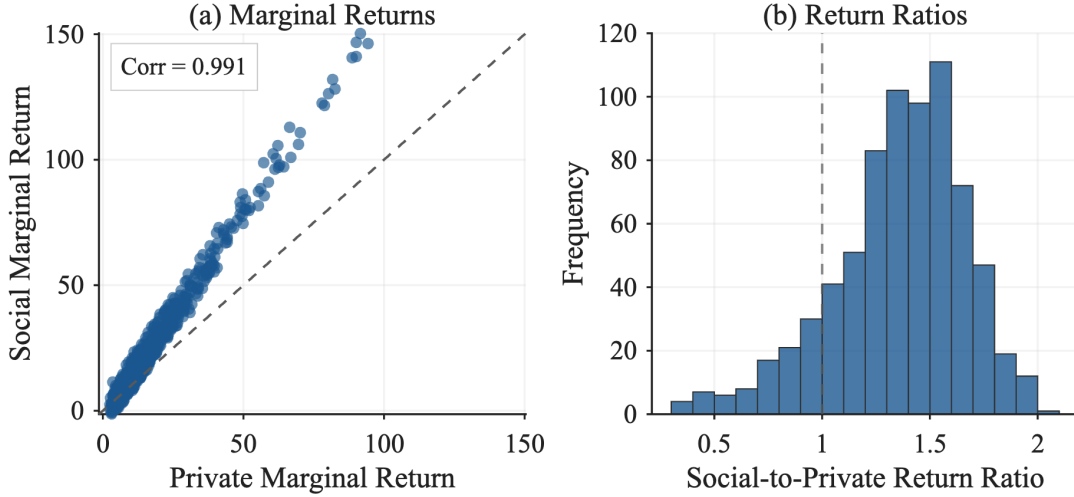 (a) Marginal Returns
Corr = 0.991
150
100
50
0
Social Marginal Return
0 50 100 150
Private Marginal Return
(b) Return Ratios
120
100
80
60
40
20
0
Frequency
0.5 1 1.5 2
Social-to-Private Return Ratio